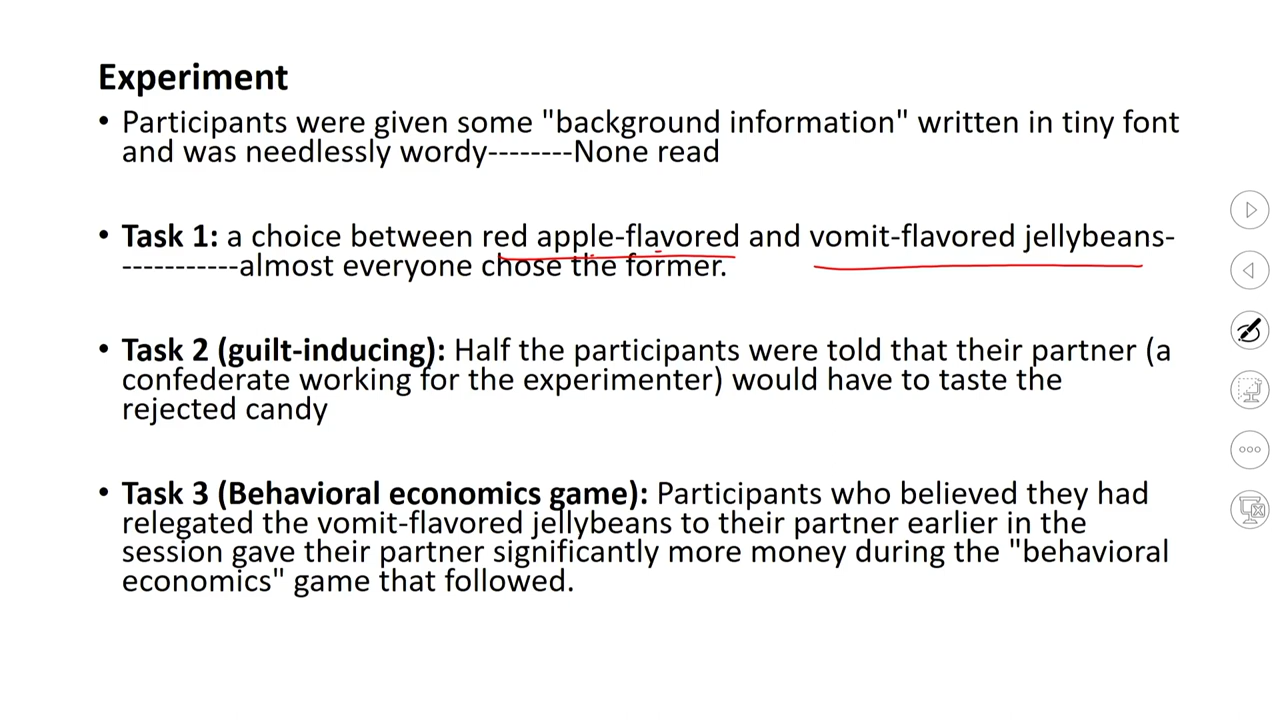 Experiment
• Participants were given some "background information" written in tiny font
and was needlessly wordy--------None read
• Task 1: a choice between red apple-flavored and vomit-flavored jellybeans-
-----------almost everyone chose the former.
• Task 2 (guilt-inducing): Half the participants were told that their partner (a
confederate working for the experimenter) would have to taste the
rejected candy
• Task 3 (Behavioral economics game): Participants who believed they had
relegated the vomit-flavored jellybeans to their partner earlier in the
session gave their partner significantly more money during the "behavioral
economics" game that followed.